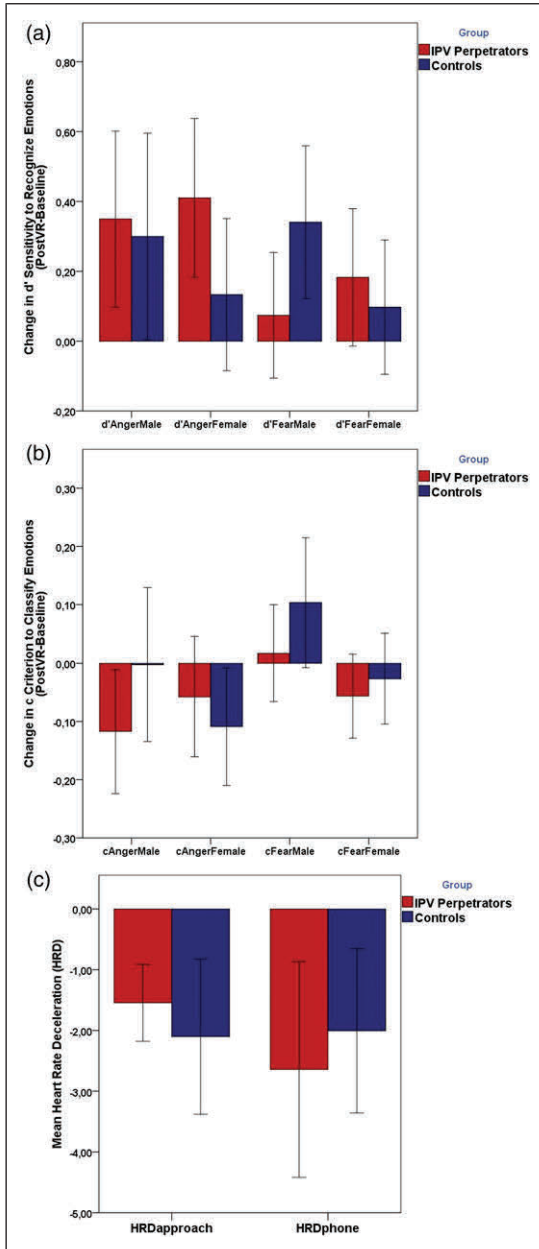 (a)
Group
IPV Perpetrators
Controls
Change in d' Sensitivity to Recognize Emotions
(PostVR-Baseline)
0,80
0,60
0,40
0,20
0,00
-0,20
d'AngerMale d'AngerFemale d'FearMale d'FearFemale
(b)
Group
IPV Perpetrators
Controls
Change in c Criterion to Classify Emotions
(PostVR-Baseline)
0,30
0,20
0,10
0,00
-0,10
-0,20
-0,30
cAngerMale cAngerFemale cFearMale cFearFemale
(c)
Group
IPV Perpetrators
Controls
Mean Heart Rate Deceleration (HRD)
0,00
-1,00
-2,00
-3,00
-4,00
-5,00
HRDapproach HRDphone